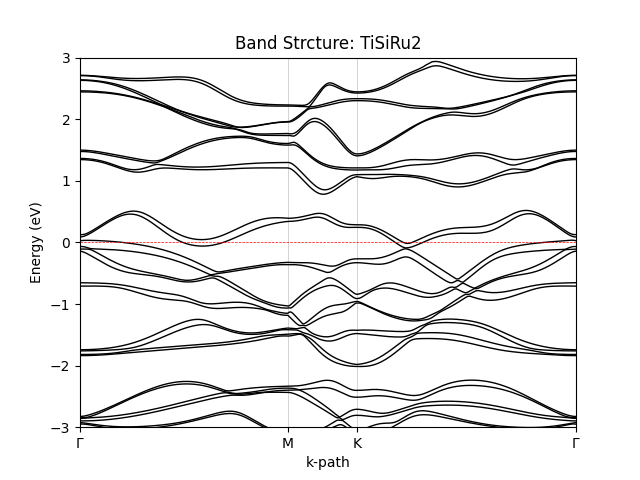 Band Strcture: TiSiRu2
Energy (eV)
3
2
1
0
−1
−2
−3
Γ M K Γ
k-path